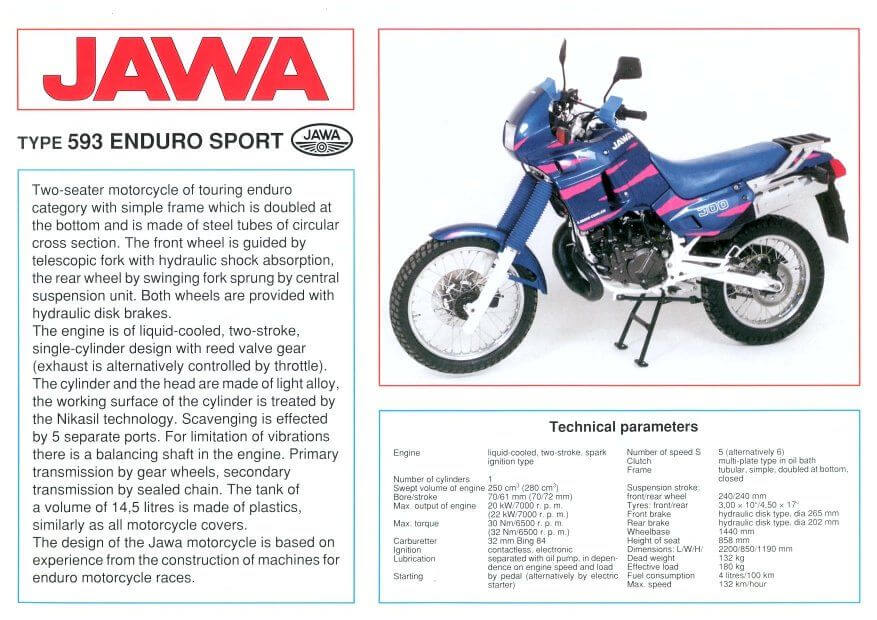 JAWA
TYPE 593 ENDURO SPORT JAWA
Two-seater motorcycle of touring enduro
category with simple frame which is doubled at
the bottom and is made of steel tubes of circular
cross section. The front wheel is guided by
telescopic fork with hydraulic shock absorption,
the rear wheel by swinging fork sprung by central
suspension unit. Both wheels are provided with
hydraulic disk brakes.
The engine is of liquid-cooled, two-stroke,
single-cylinder design with reed valve gear
(exhaust is alternatively controlled by throttle).
The cylinder and the head are made of light alloy,
the working surface of the cylinder is treated by
the Nikasil technology. Scavenging is effected
by 5 separate ports. For limitation of vibrations
there is a balancing shaft in the engine. Primary
transmission by gear wheels, secondary
transmission by sealed chain. The tank of
a volume of 14,5 litres is made of plastics,
similarly as all motorcycle covers.
The design of the Jawa motorcycle is based on
experience from the construction of machines for
enduro motorcycle races.
JAWA
300
Technical parameters
Engine liquid-cooled, two-stroke, spark
ignition type
Number of cylinders 1
Swept volume of engine 250 cm³ (280 cm³)
Bore/stroke 70/61 mm (70/72 mm)
Max. output of engine 20 kW/7000 r. p. m.
(22 kW/7000 r. p. m.)
Max. torque 30 Nm/6500 r. p. m.
(32 Nm/6500 r. p. m.)
Carburetter 32 mm Bing 84
Ignition contactless, electronic
Lubrication separated with oil pump, in depen-
dence on engine speed and load
Starting by pedal (alternatively by electric
starter)
Number of speed S 5 (alternatively 6)
Clutch multi-plate type in oil bath
Frame tubular, simple, doubled at bottom,
closed
Suspension stroke:
front/rear wheel 240/240 mm
Tyres: front/rear 3,00 × 10"/4,50 × 17"
Front brake hydraulic disk type, dia 265 mm
Rear brake hydraulic disk type, dia 202 mm
Wheelbase 1440 mm
Height of seat 858 mm
Dimensions: L/W/H/ 2200/850/1190 mm
Dead weight 132 kg
Effective load 180 kg
Fuel consumption 4 litres/100 km
Max. speed 132 km/hour